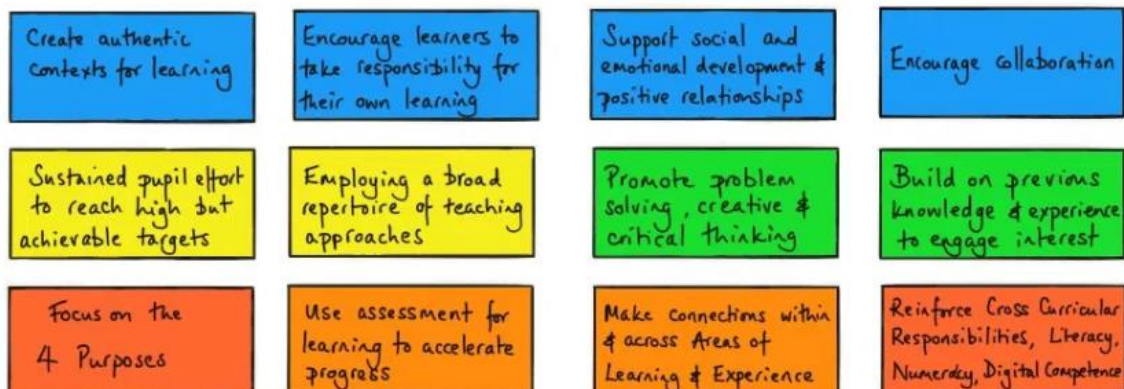 Create authentic
contexts for learning
Encourage learners to
take responsibility for
their own learning
Support social and
emotional development &
positive relationships
Encourage collaboration
Sustained pupil effort
to reach high but
achievable targets
Employing a broad
repertoire of teaching
approaches
Promote problem
solving, creative &
critical thinking
Build on previous
knowledge & experience
to engage interest
Focus on the
4 Purposes
Use assessment for
learning to accelerate
progress
Make connections within
& across Areas of
Learning & Experience
Reinforce Cross Curricular
Responsibilities, Literacy,
Numeracy, Digital Competence